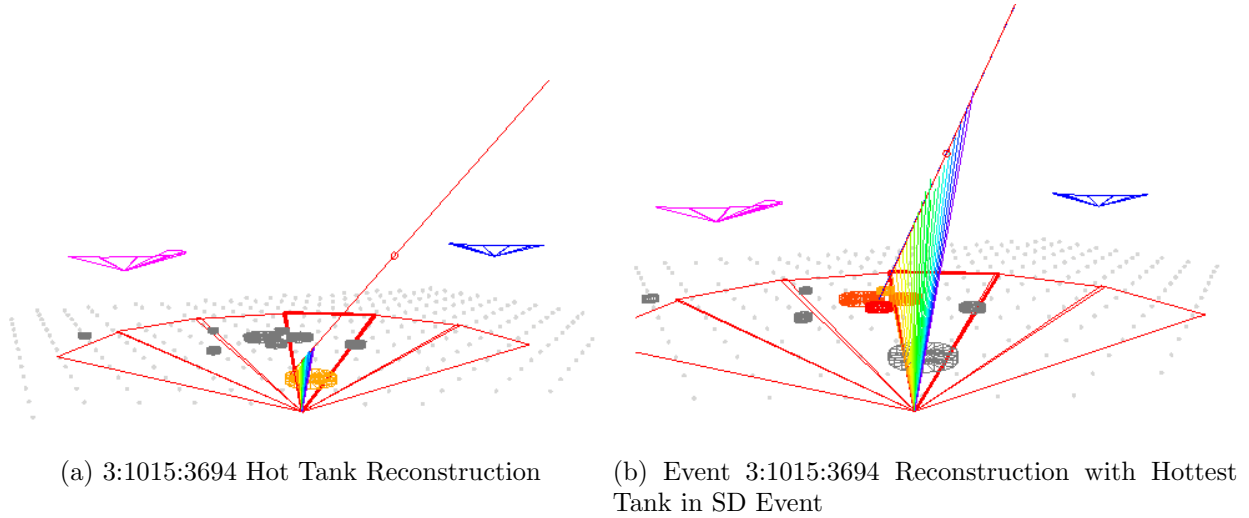 (a) 3:1015:3694 Hot Tank Reconstruction
(b) Event 3:1015:3694 Reconstruction with Hottest
Tank in SD Event